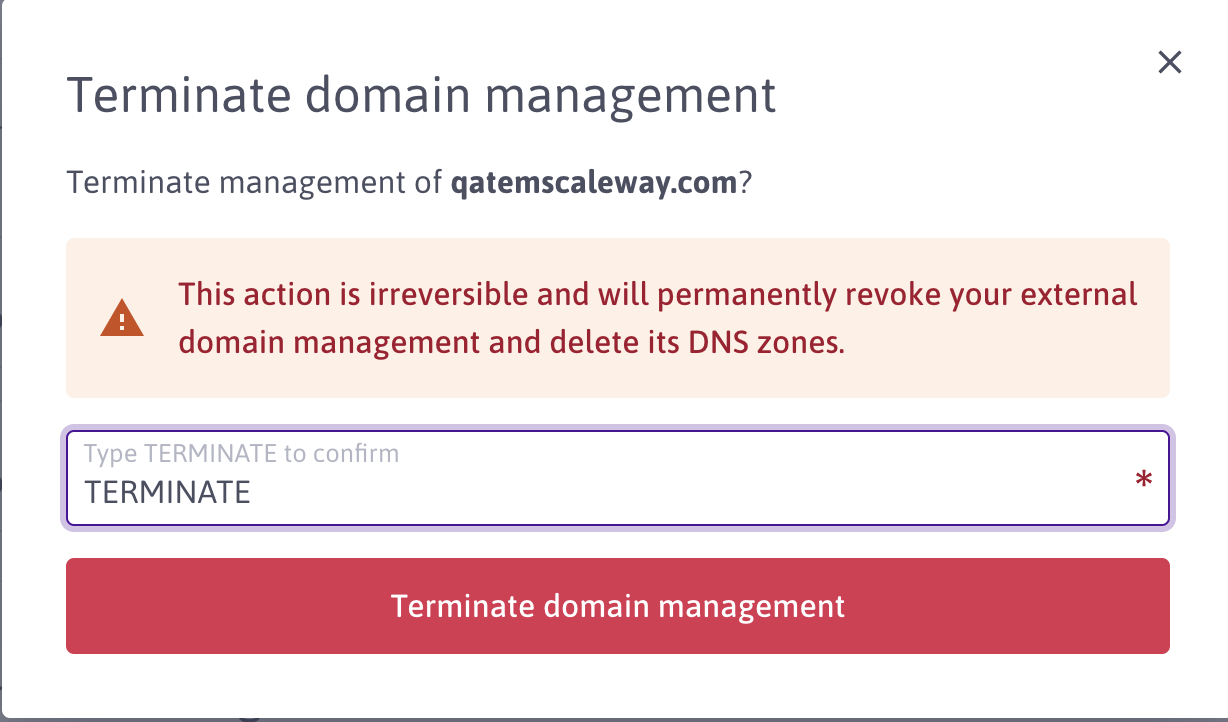 Terminate domain management
Terminate management of qatemscaleway.com?
This action is irreversible and will permanently revoke your external
domain management and delete its DNS zones.
Type TERMINATE to confirm
TERMINATE
*
Terminate domain management